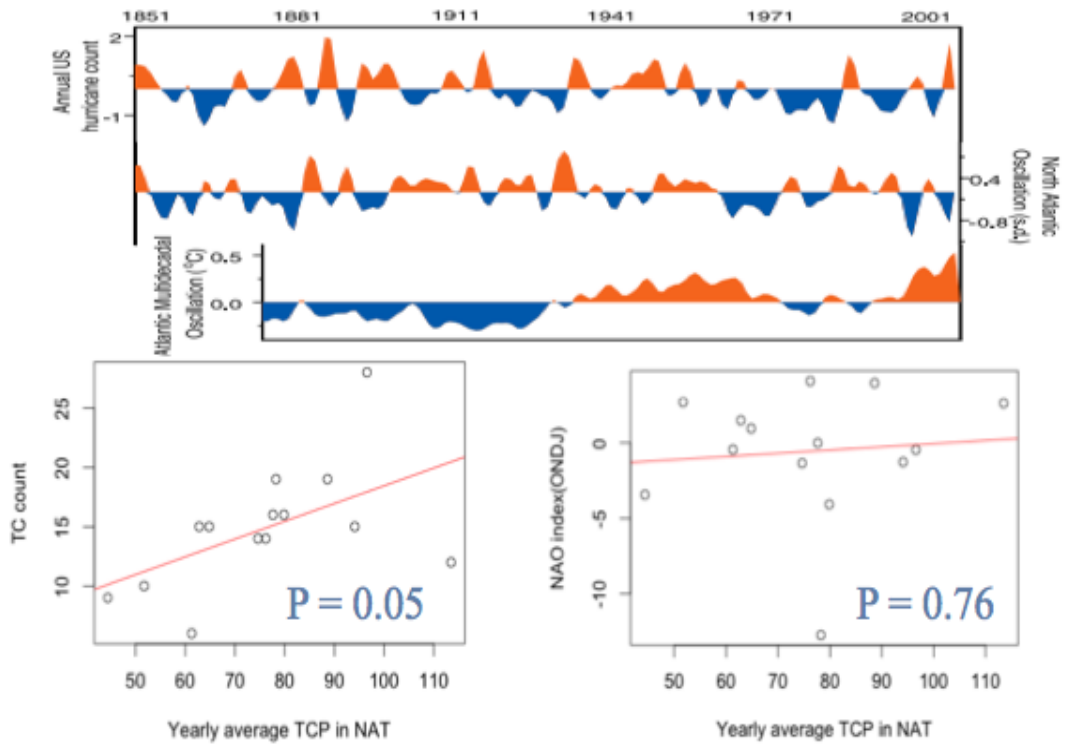 1851 1881 1911 1941 1971 2001
Annual US
hurricane count
2
-1
North Atlantic
Oscillation (s.d.)
0.4
-0.8
Atlantic Multidecadal
Oscillation (°C)
0.5
0.0
TC count
25
20
15
10
P = 0.05
50 60 70 80 90 100 110
Yearly average TCP in NAT
NAO index(ONDJ)
0
-5
-10
P = 0.76
50 60 70 80 90 100 110
Yearly average TCP in NAT